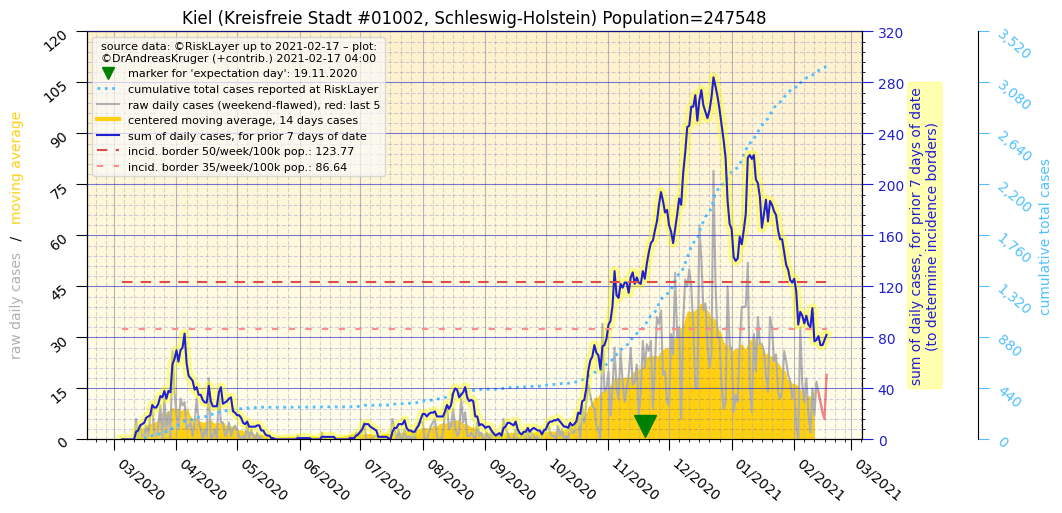 Kiel (Kreisfreie Stadt #01002, Schleswig-Holstein) Population=247548
source data: ©RiskLayer up to 2021-02-17 – plot:
©DrAndreasKruger (+contrib.) 2021-02-17 04:00
marker for 'expectation day': 19.11.2020
cumulative total cases reported at RiskLayer
raw daily cases (weekend-flawed), red: last 5
centered moving average, 14 days cases
sum of daily cases, for prior 7 days of date
incid. border 50/week/100k pop.: 123.77
incid. border 35/week/100k pop.: 86.64
raw daily cases / moving average
120
105
90
75
60
45
30
15
0
03/2020
04/2020
05/2020
06/2020
07/2020
08/2020
09/2020
10/2020
11/2020
12/2020
01/2021
02/2021
03/2021
320
280
240
200
160
120
80
40
0
sum of daily cases, for prior 7 days of date
(to determine incidence borders)
3,520
3,080
2,640
2,200
1,760
1,320
880
440
0
cumulative total cases